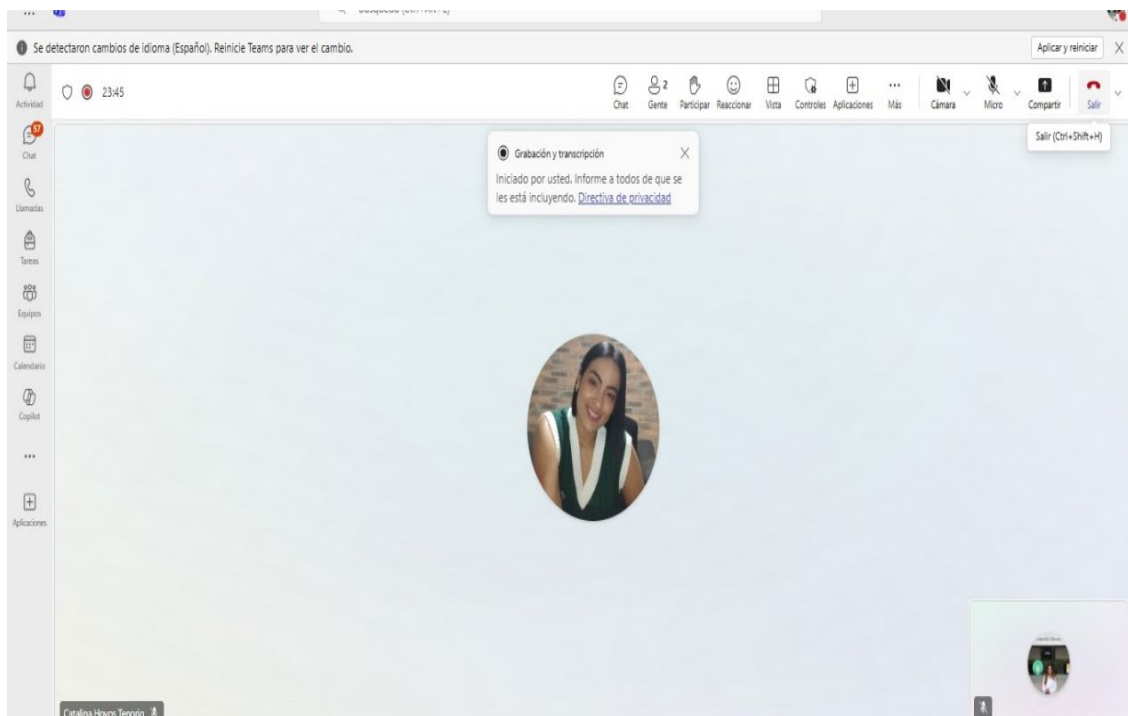 Se detectaron cambios de idioma (Español). Reinicie Teams para ver el cambio.
Aplicar y reiniciar
Actividad
23:45
Chat
2
Gente
Participar
Reaccionar
Vista
Controles
Aplicaciones
Más
Cámara
Micro
Compartir
Salir
Salir (Ctrl+Shift+H)
57
Chat
Llamadas
Tareas
Equipos
Calendario
Copilot
Aplicaciones
Grabación y transcripción
Iniciado por usted. Informe a todos de que se
les está incluyendo. Directiva de privacidad
Catalina Hoyos Tenorio